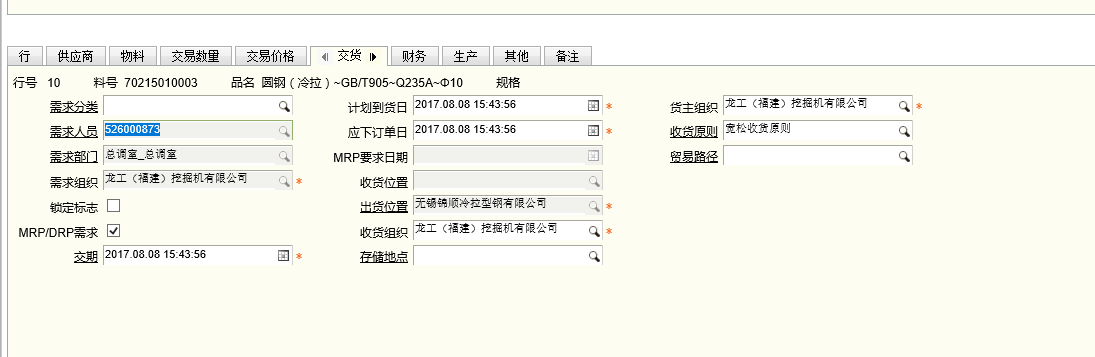 行 供应商 物料 交易数量 交易价格 交货 财务 生产 其他 备注
行号 10 料号 70215010003 品名 圆钢（冷拉）~GB/T905~Q235A~Φ10 规格
需求分类 计划到货日 2017.08.08 15:43:56 * 货主组织 龙工（福建）挖掘机有限公司 *
需求人员 526000873 应下订单日 2017.08.08 15:43:56 * 收货原则 宽松收货原则
需求部门 总调室_总调室 MRP要求日期 贸易路径
需求组织 龙工（福建）挖掘机有限公司 * 收货位置
锁定标志 出货位置 无锡锦顺冷拉型钢有限公司 *
MRP/DRP需求 收货组织 龙工（福建）挖掘机有限公司 *
交期 2017.08.08 15:43:56 * 存储地点